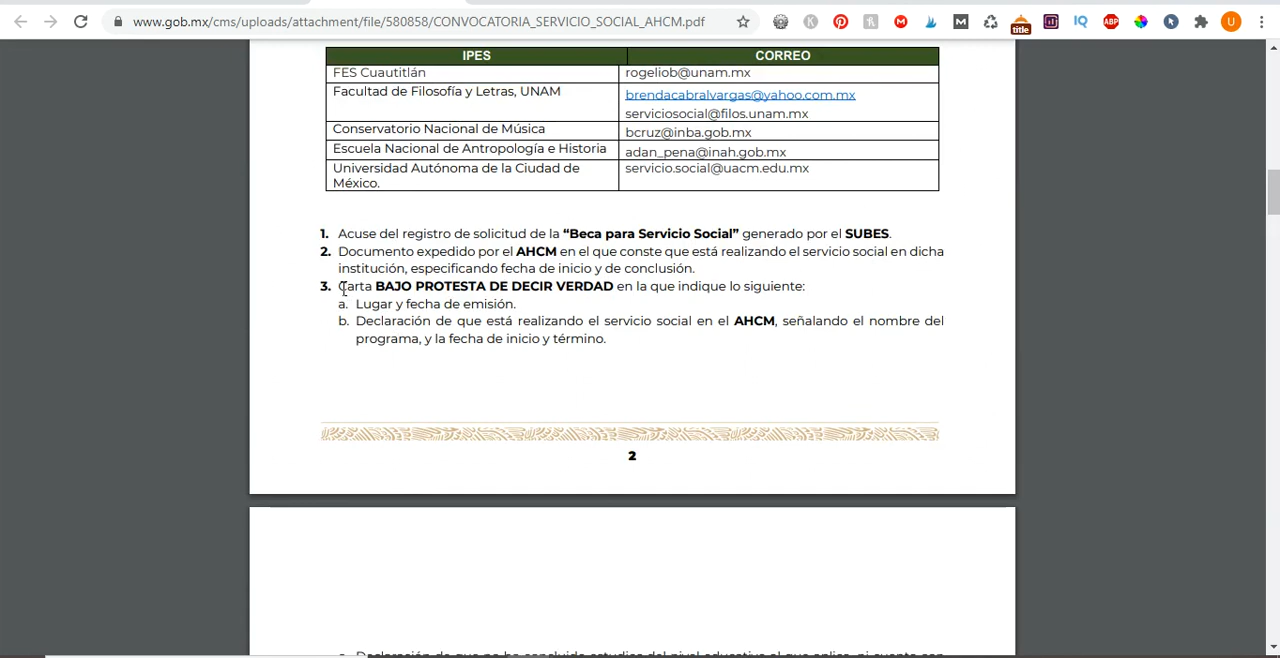 www.gob.mx/cms/uploads/attachment/file/580858/CONVOCATORIA_SERVICIO_SOCIAL_AHCM.pdf
title
IQ
ABP
U
IPES CORREO
FES Cuautitlán rogeliob@unam.mx
Facultad de Filosofía y Letras, UNAM brendacabralvargas@yahoo.com.mx
serviciosocial@filos.unam.mx
Conservatorio Nacional de Música bcruz@inba.gob.mx
Escuela Nacional de Antropología e Historia adan_pena@inah.gob.mx
Universidad Autónoma de la Ciudad de servicio.social@uacm.edu.mx
México.
1. Acuse del registro de solicitud de la “Beca para Servicio Social” generado por el SUBES.
2. Documento expedido por el AHCM en el que conste que está realizando el servicio social en dicha
institución, especificando fecha de inicio y de conclusión.
3. Carta BAJO PROTESTA DE DECIR VERDAD en la que indique lo siguiente:
a. Lugar y fecha de emisión.
b. Declaración de que está realizando el servicio social en el AHCM, señalando el nombre del
programa, y la fecha de inicio y término.
2